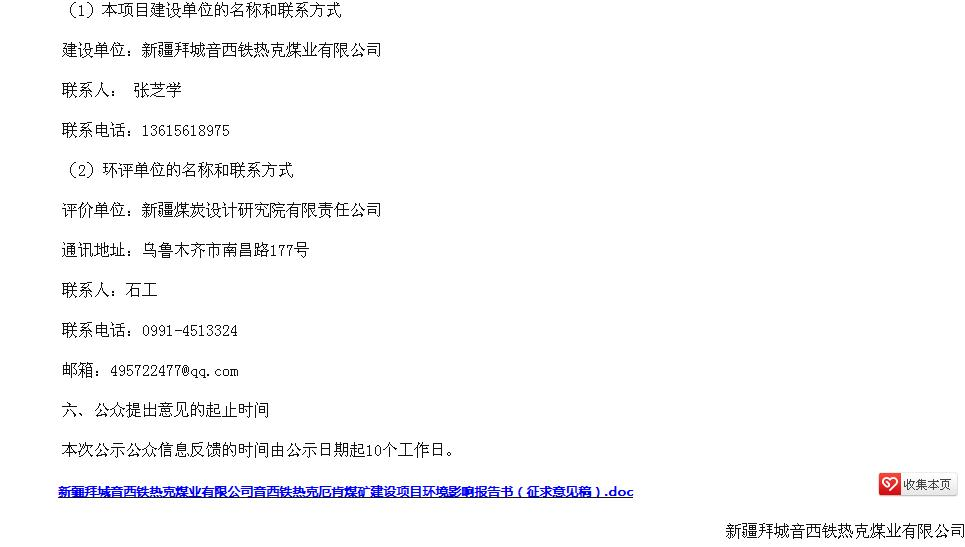 （1）本项目建设单位的名称和联系方式
建设单位：新疆拜城音西铁热克煤业有限公司
联系人： 张芝学
联系电话：13615618975
（2）环评单位的名称和联系方式
评价单位：新疆煤炭设计研究院有限责任公司
通讯地址：乌鲁木齐市南昌路177号
联系人：石工
联系电话：0991-4513324
邮箱：495722477@qq.com
六、公众提出意见的起止时间
本次公示公众信息反馈的时间由公示日期起10个工作日。
新疆拜城音西铁热克煤业有限公司音西铁热克厄肯煤矿建设项目环境影响报告书（征求意见稿）.doc
收集本页
新疆拜城音西铁热克煤业有限公司